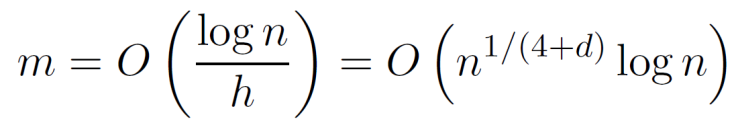 m = O ( log n / h ) = O ( n^{1/(4+d)} log n )